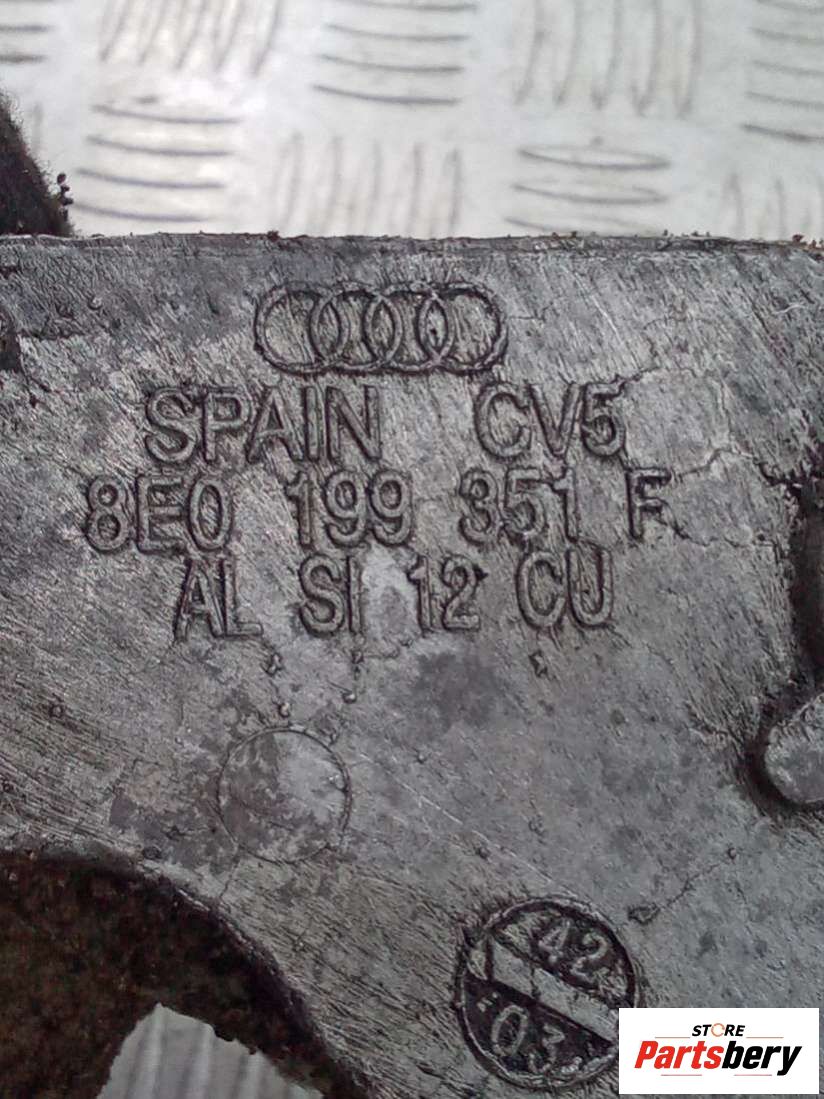 SPAIN CV5
8E0 199 351 F
AL SI 12 CU
42
03
STORE
Partsbery